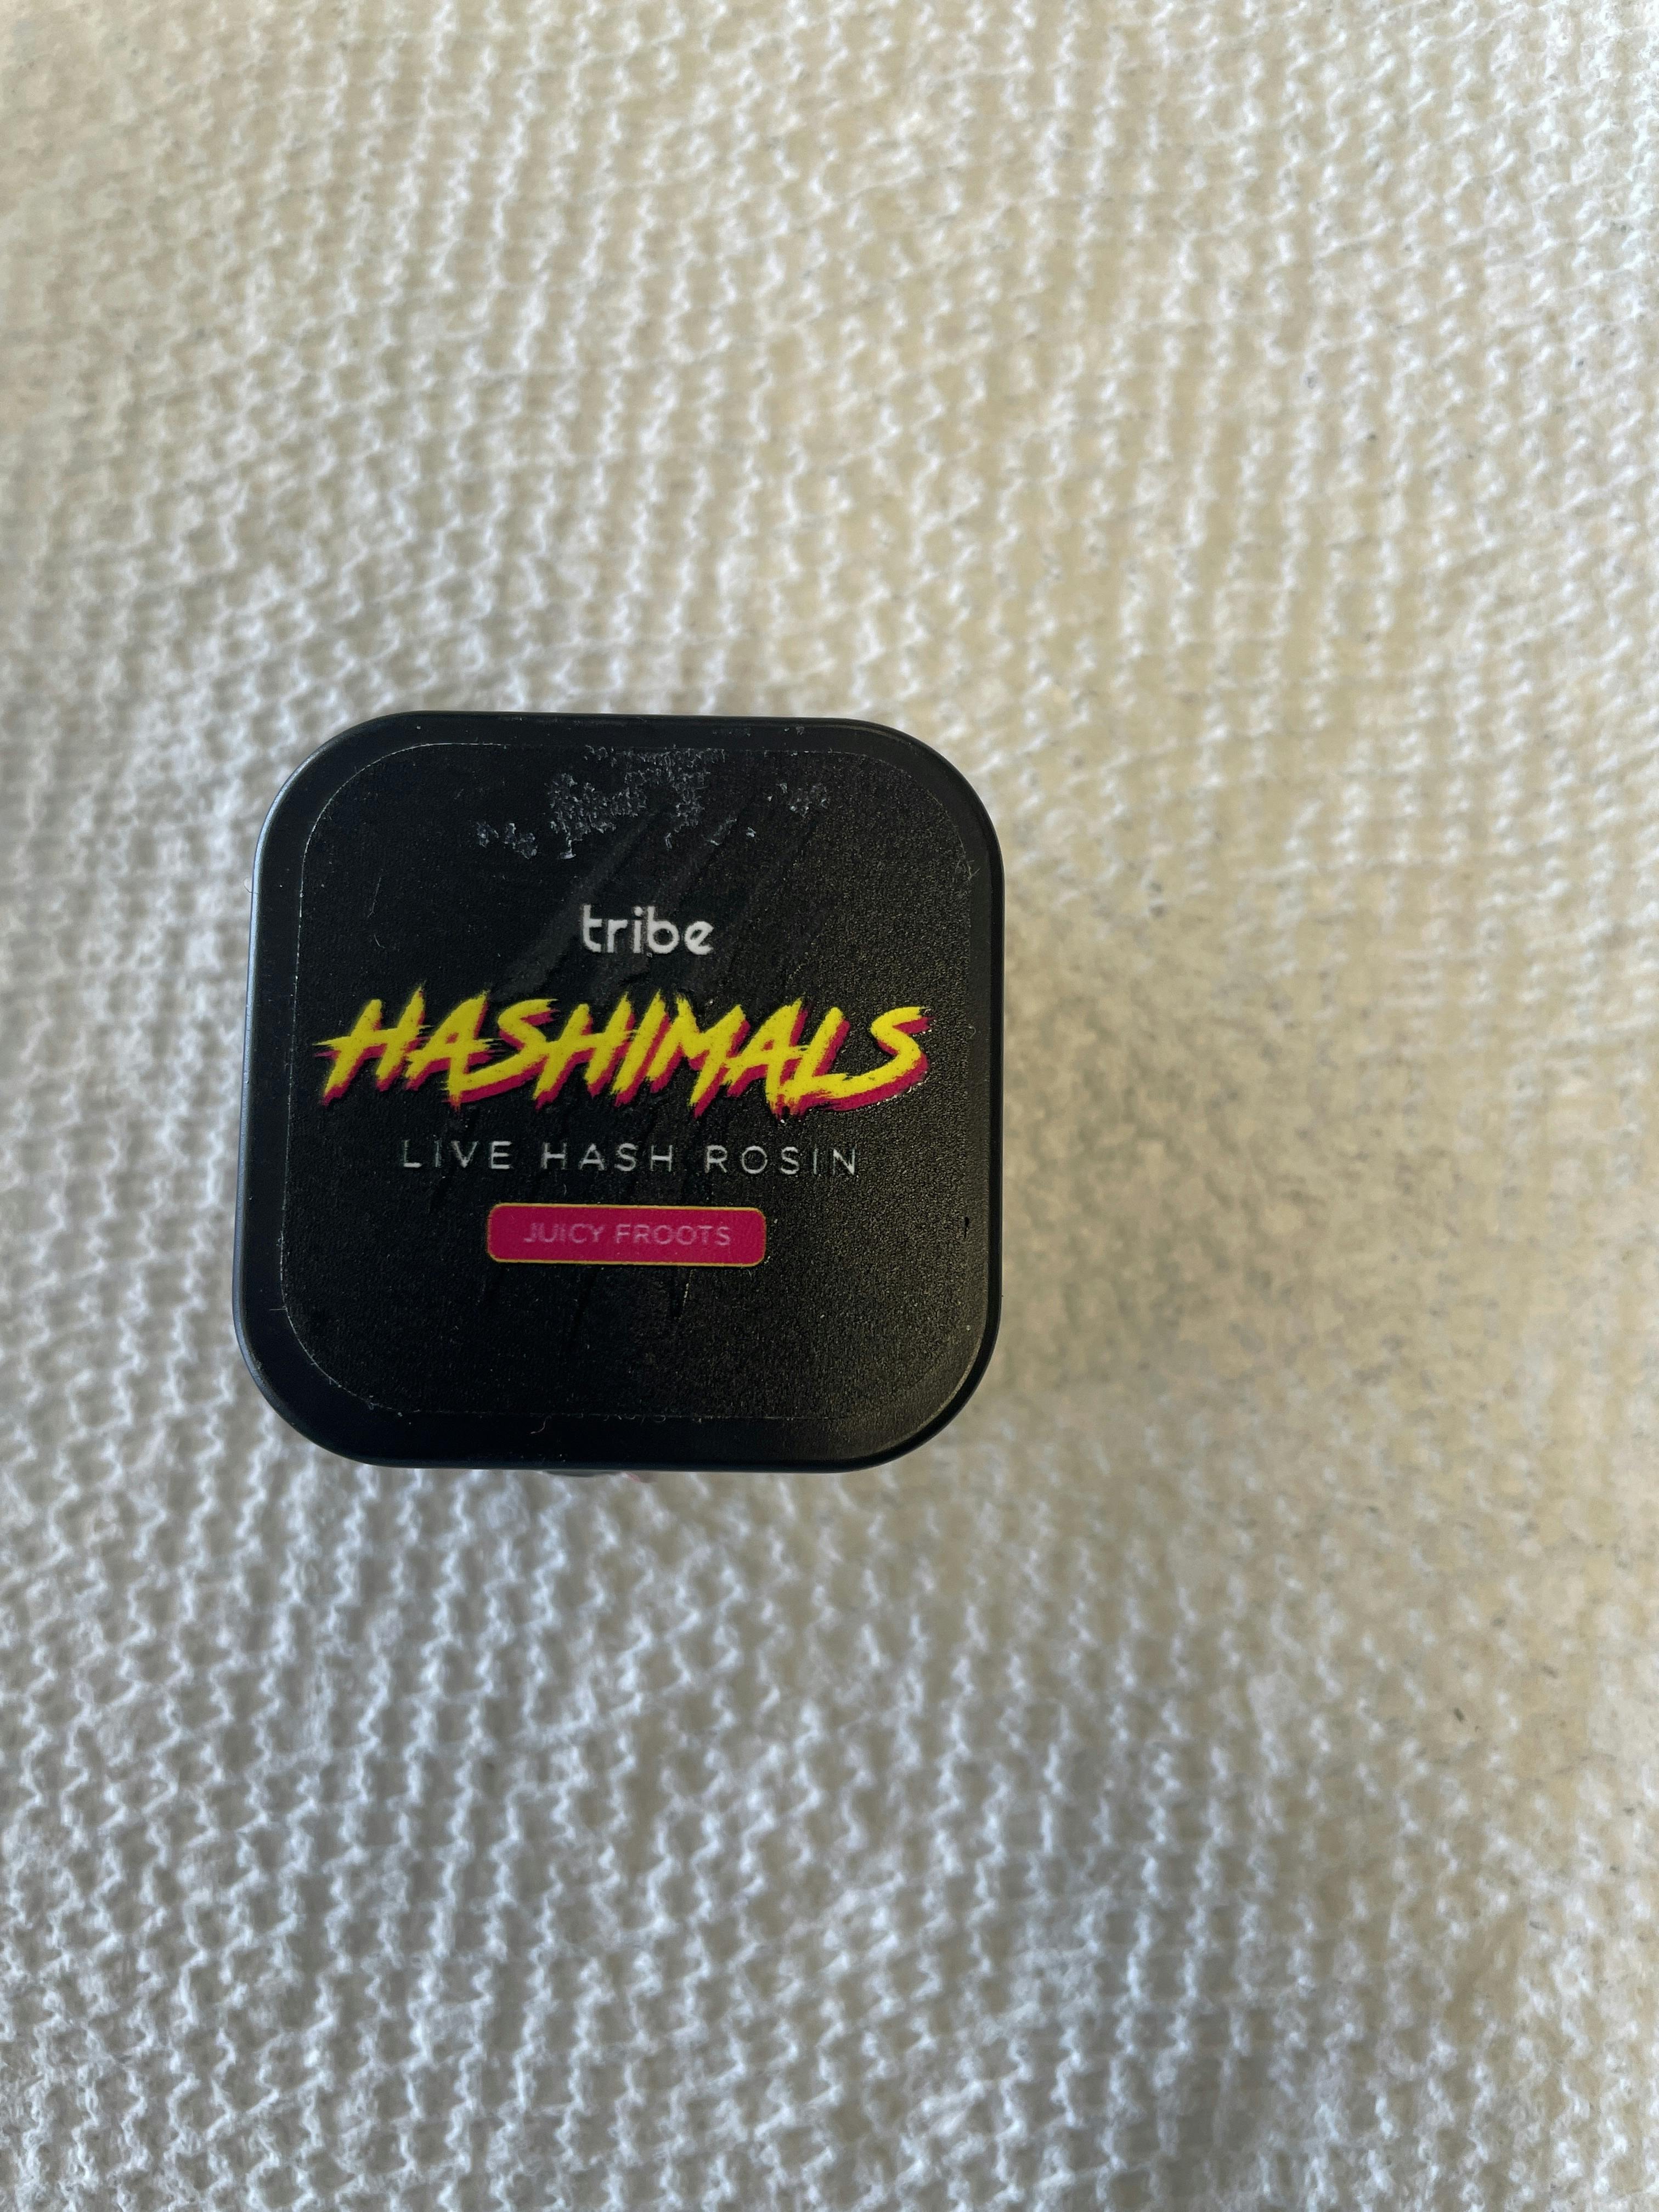 tribe
HASHIMALS
LIVE HASH ROSIN
JUICY FROOTS